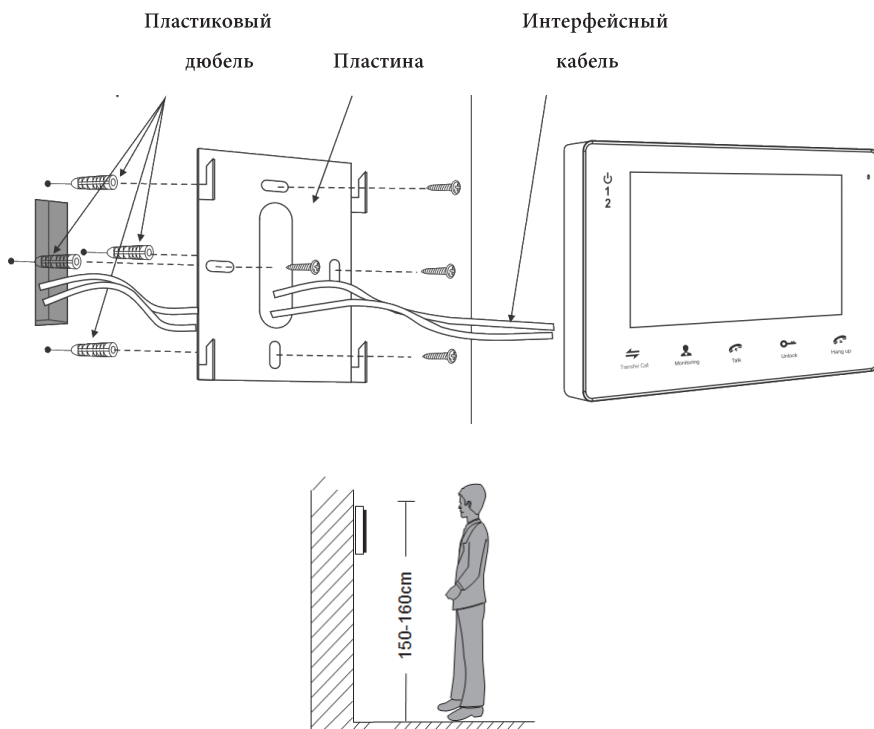 Пластиковый Интерфейсный
дюбель Пластина кабель
1
2
Transfer Call Monitoring Talk Unlock Hang up
150-160cm